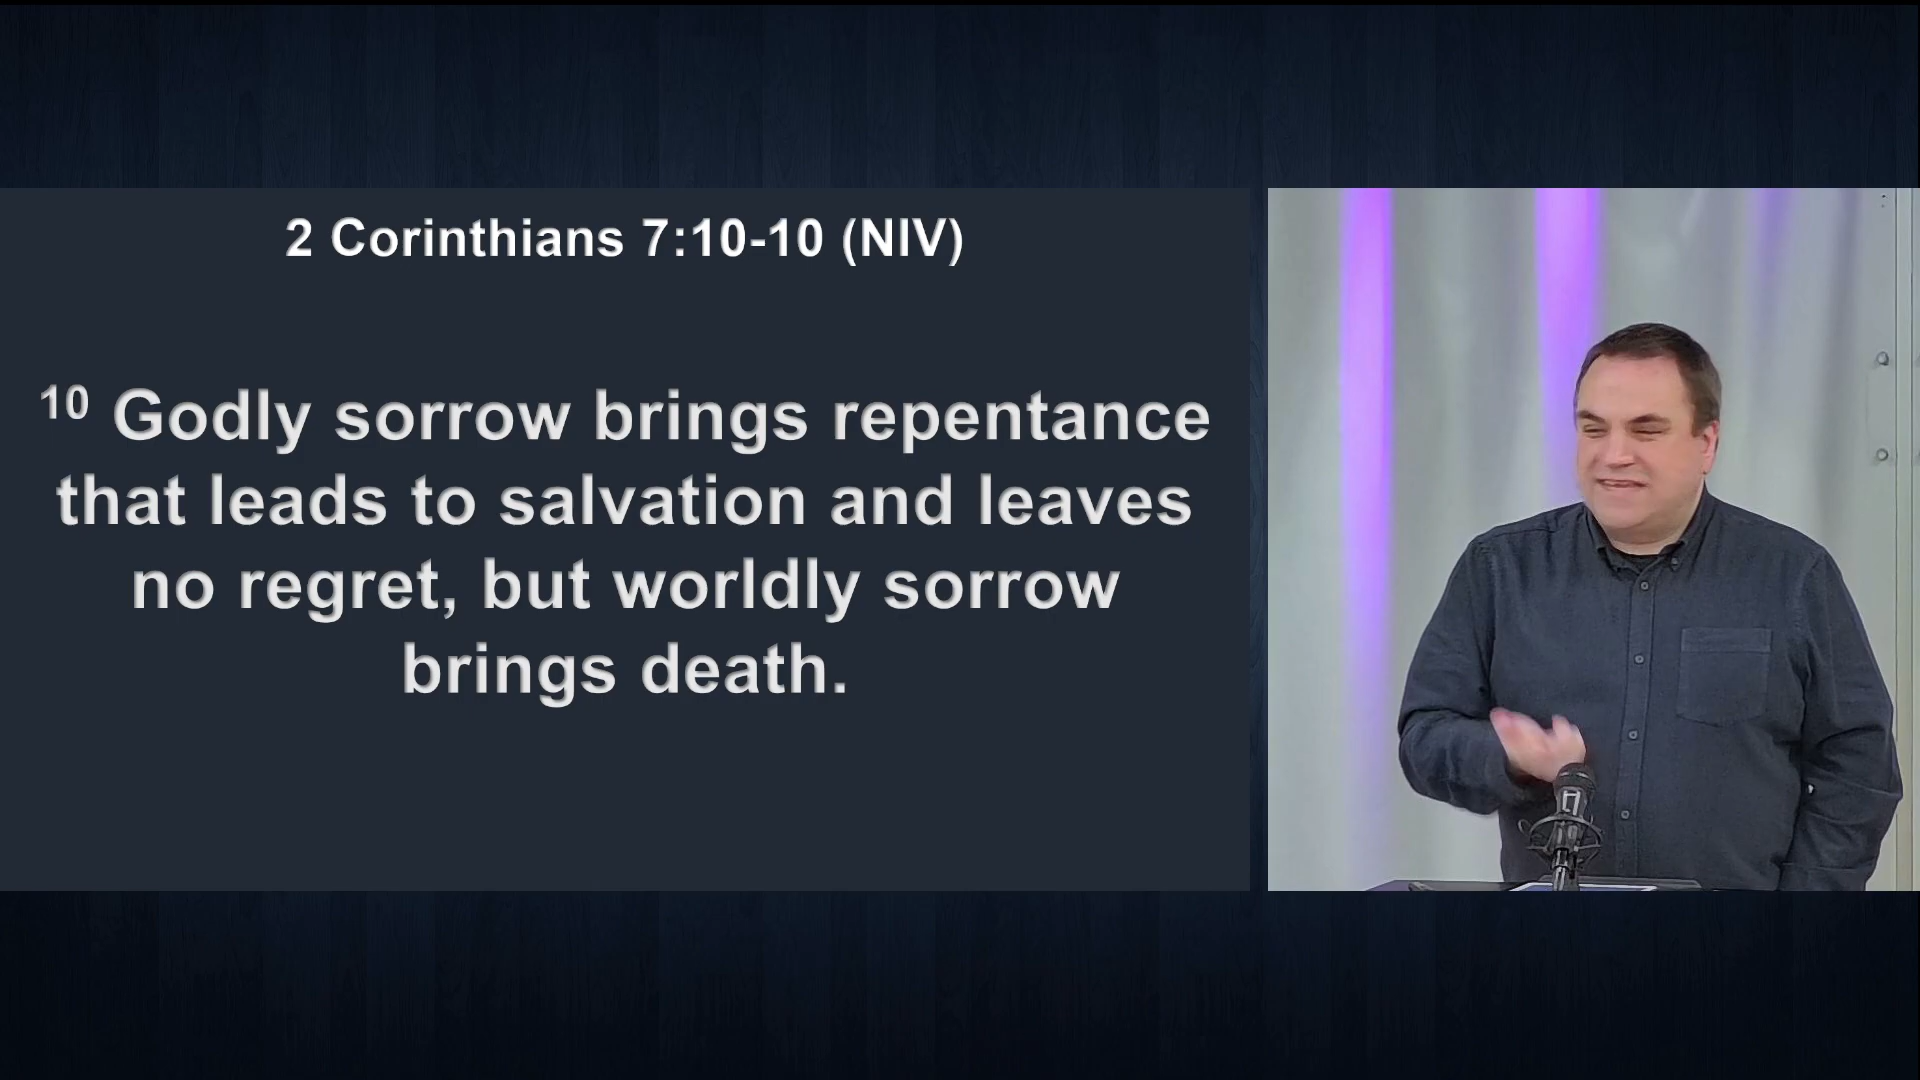 2 Corinthians 7:10-10 (NIV)
10 Godly sorrow brings repentance
that leads to salvation and leaves
no regret, but worldly sorrow
brings death.